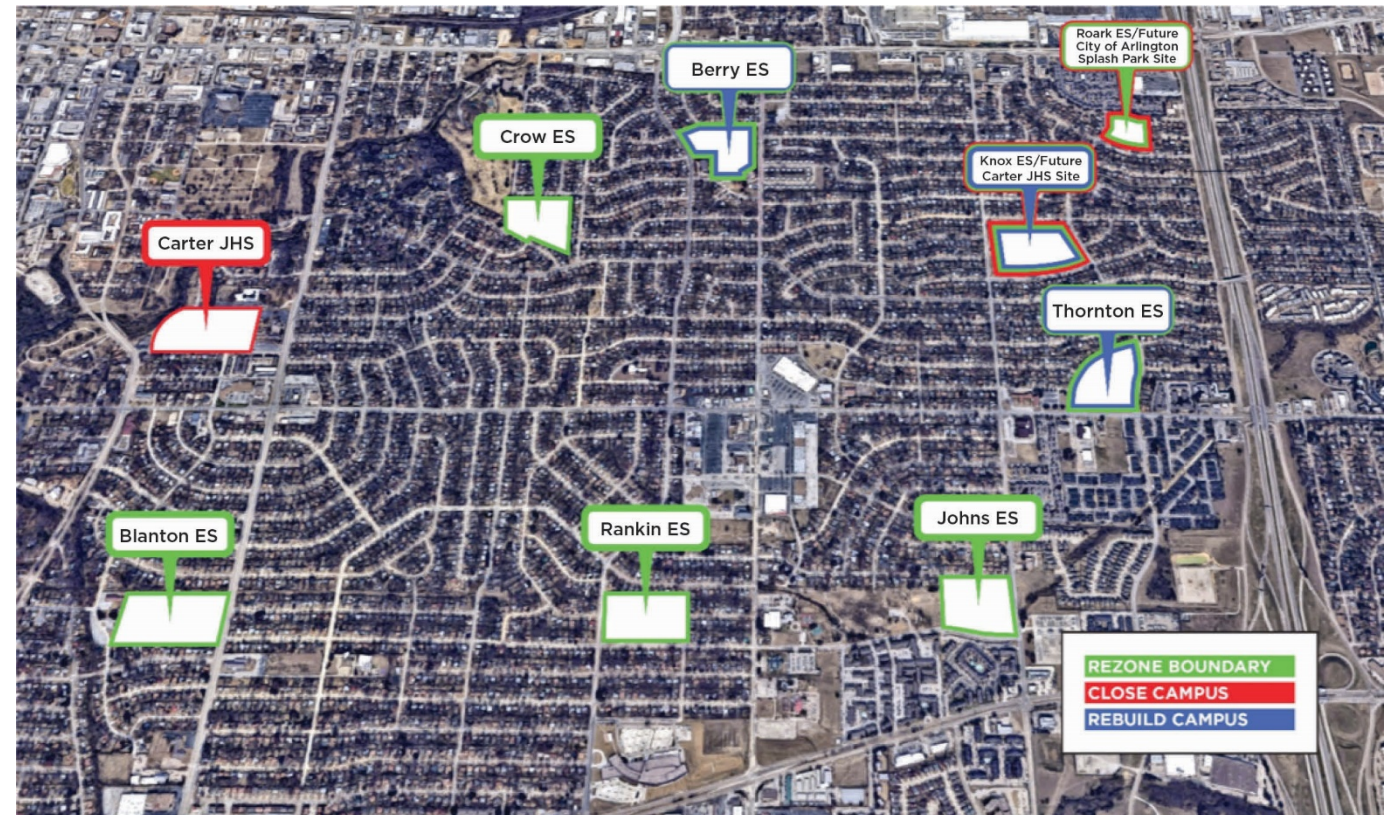 Roark ES/Future
City of Arlington
Splash Park Site
Berry ES
Crow ES
Knox ES/Future
Carter JHS Site
Carter JHS
Thornton ES
Blanton ES
Rankin ES
Johns ES
REZONE BOUNDARY
CLOSE CAMPUS
REBUILD CAMPUS